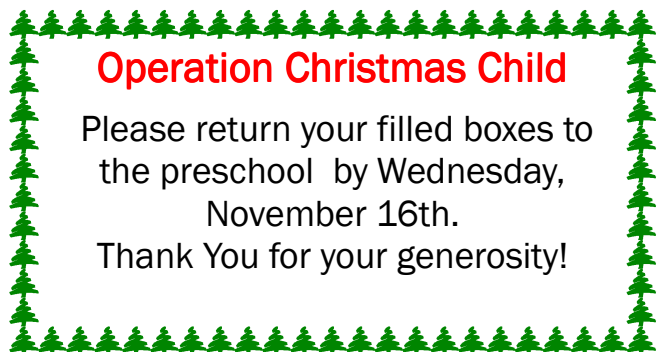 Operation Christmas Child
Please return your filled boxes to
the preschool  by Wednesday,
November 16th.
Thank You for your generosity!